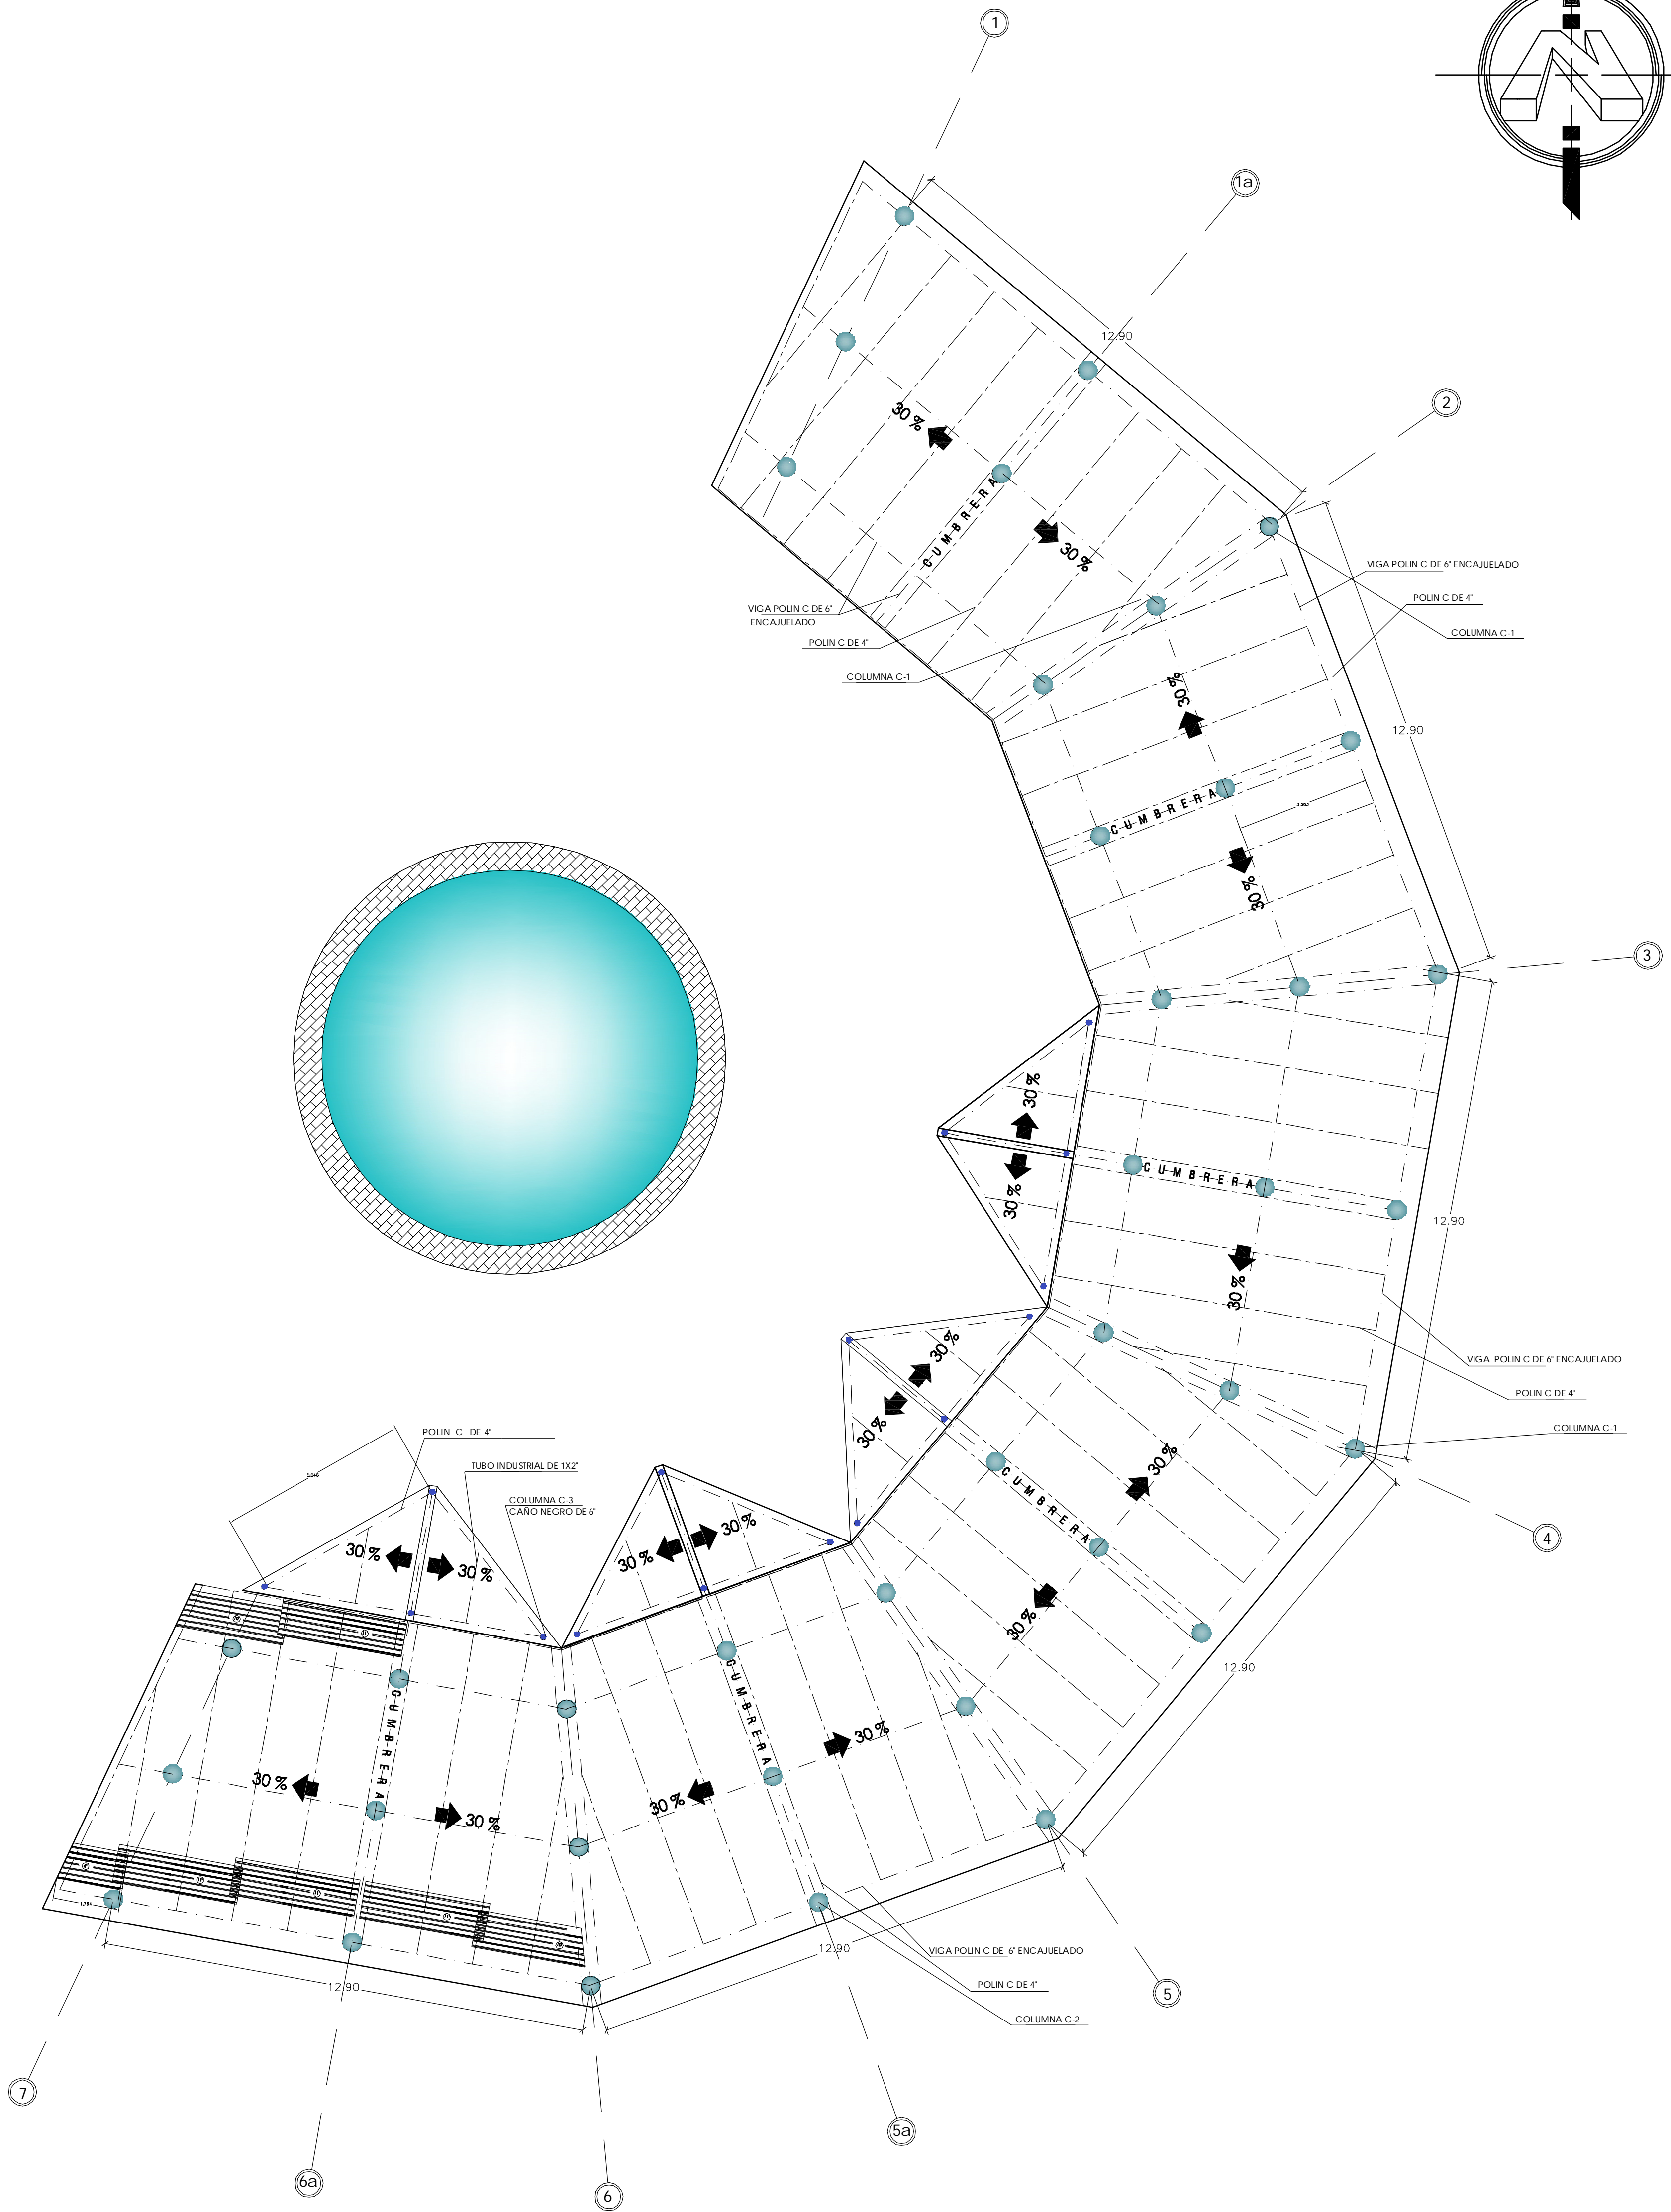 1
1a
12.90
2
30 %
CUMBRERA
30 %
VIGA POLIN C DE 6" ENCAJUELADO
POLIN C DE 4"
COLUMNA C-1
VIGA POLIN C DE 6"
ENCAJUELADO
POLIN C DE 4"
COLUMNA C-1
30%
12.90
CUMBRERA
30%
3
30 %
30 %
CUMBRERA
12.90
30 %
VIGA POLIN C DE 6" ENCAJUELADO
POLIN C DE 4"
COLUMNA C-1
4
30 %
30 %
30 %
CUMBRERA
30 %
12.90
POLIN C DE 4"
TUBO INDUSTRIAL DE 1X2"
COLUMNA C-3
CAÑO NEGRO DE 6"
30 %
30 %
30 %
30 %
CUMBRERA
30 %
30 %
CUMBRERA
30 %
30 %
12.90
12.90
VIGA POLIN C DE 6" ENCAJUELADO
POLIN C DE 4"
COLUMNA C-2
5
7
5a
6a
6